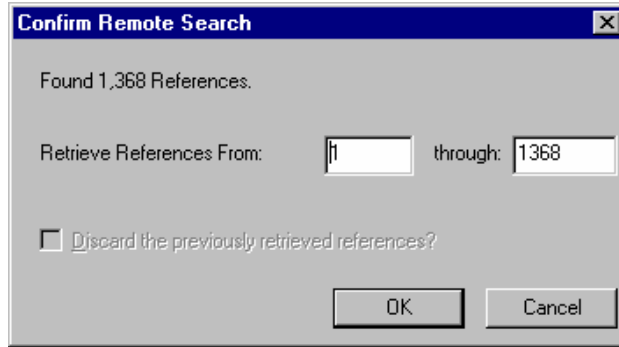 Confirm Remote Search
Found 1,368 References.
Retrieve References From: 1 through: 1368
Discard the previously retrieved references?
OK Cancel